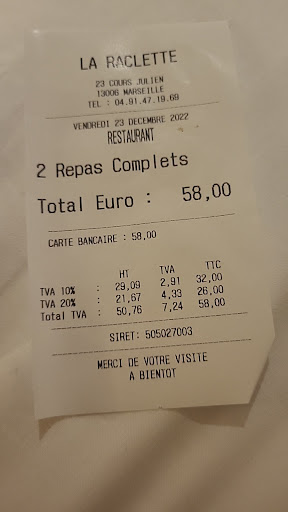 LA RACLETTE
23 COURS JULIEN
13006 MARSEILLE
TEL : 04.91.47.19.69
VENDREDI 23 DECEMBRE 2022
RESTAURANT
2 Repas Complets
Total Euro : 58,00
CARTE BANCAIRE : 58,00
HT TVA TTC
TVA 10% : 29,09 2,91 32,00
TVA 20% : 21,67 4,33 26,00
Total TVA : 50,76 7,24 58,00
SIRET: 505027003
MERCI DE VOTRE VISITE
A BIENTOT